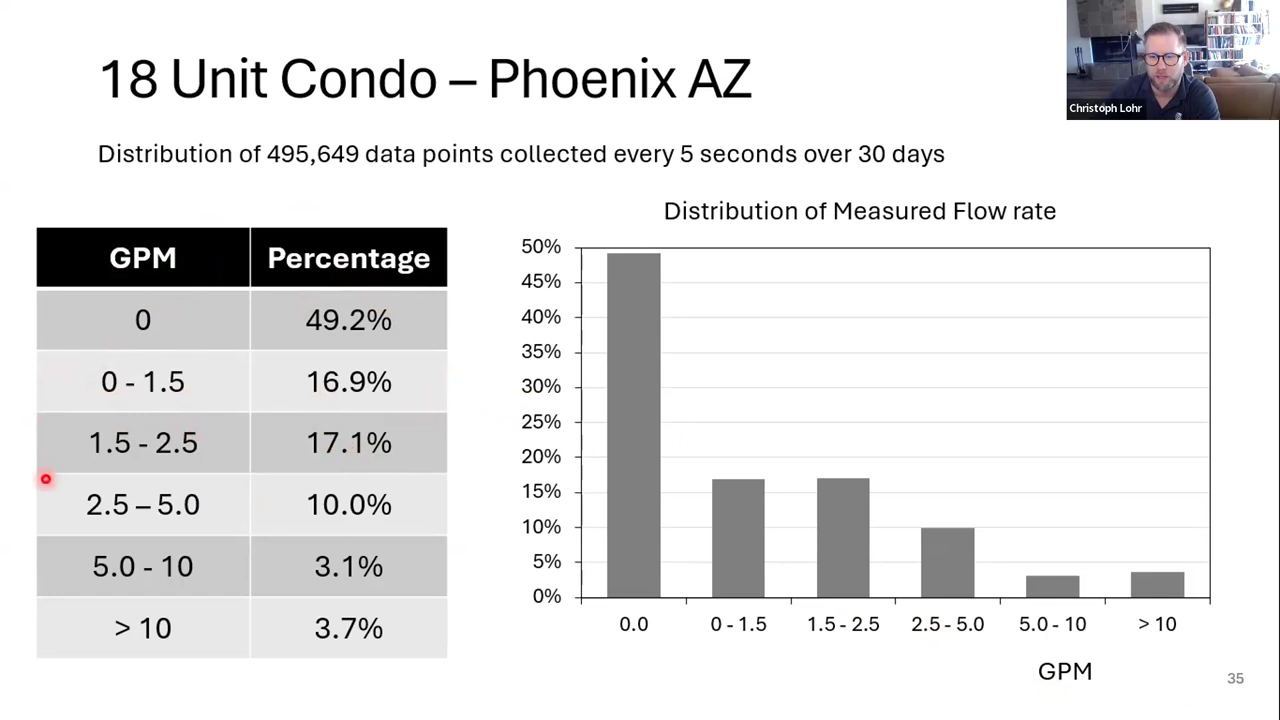 18 Unit Condo – Phoenix AZ
Christoph Lohr
Distribution of 495,649 data points collected every 5 seconds over 30 days
GPM Percentage
0 49.2%
0 - 1.5 16.9%
1.5 - 2.5 17.1%
2.5 – 5.0 10.0%
5.0 - 10 3.1%
> 10 3.7%
Distribution of Measured Flow rate
50%
45%
40%
35%
30%
25%
20%
15%
10%
5%
0%
0.0 0 - 1.5 1.5 - 2.5 2.5 - 5.0 5.0 - 10 > 10
GPM
35